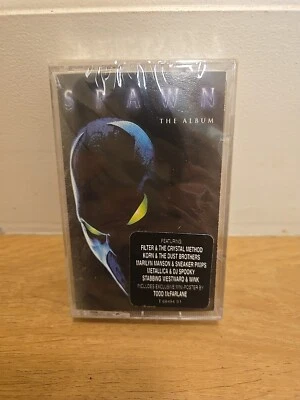 SPAWN
THE ALBUM
FEATURING
FILTER & THE CRYSTAL METHOD
KORN & THE DUST BROTHERS
MARILYN MANSON & SNEAKER PIMPS
METALLICA & DJ SPOOKY
STABBING WESTWARD & WINK
INCLUDES EXCLUSIVE MINI-POSTER BY
TODD McFARLANE